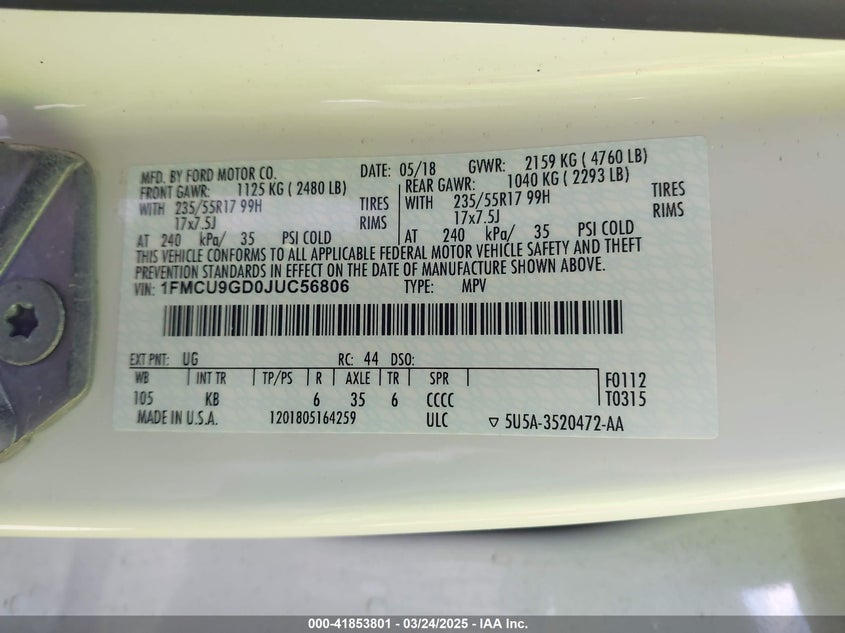 MFD. BY FORD MOTOR CO. DATE: 05/18 GVWR: 2159 KG ( 4760 LB)
FRONT GAWR: 1125 KG ( 2480 LB) REAR GAWR: 1040 KG ( 2293 LB)
WITH 235/55R17 99H TIRES WITH 235/55R17 99H TIRES
17x7.5J RIMS 17x7.5J RIMS
AT 240 kPa/ 35 PSI COLD AT 240 kPa/ 35 PSI COLD
THIS VEHICLE CONFORMS TO ALL APPLICABLE FEDERAL MOTOR VEHICLE SAFETY AND THEFT
PREVENTION STANDARDS IN EFFECT ON THE DATE OF MANUFACTURE SHOWN ABOVE.
VIN: 1FMCU9GD0JUC56806 TYPE: MPV
EXT PNT: UG RC: 44 DSO:
WB INT TR TP/PS R AXLE TR SPR F0112
105 KB 6 35 6 CCCC T0315
MADE IN U.S.A. 1201805164259 ULC ▽ 5U5A-3520472-AA
000-41853801 - 03/24/2025 - IAA Inc.